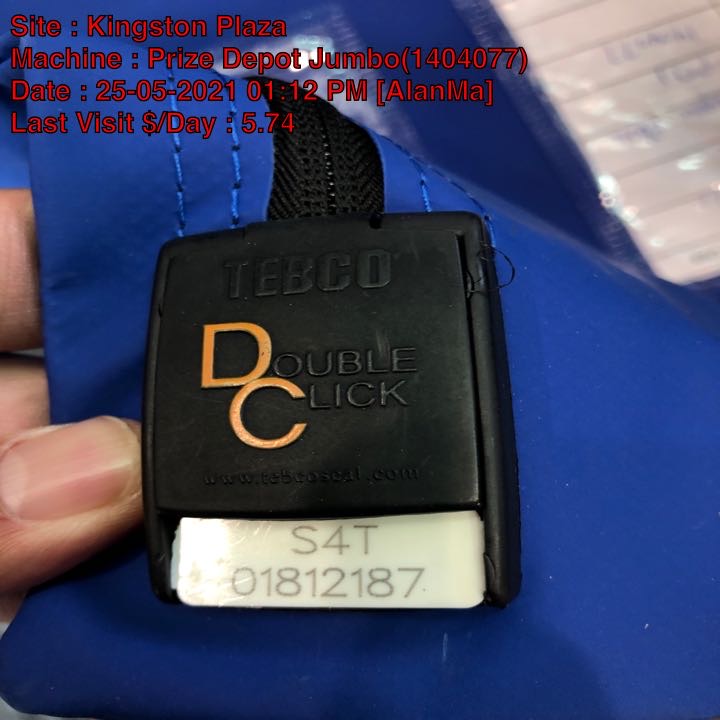 Site : Kingston Plaza
Machine : Prize Depot Jumbo(1404077)
Date : 25-05-2021 01:12 PM [AlanMa]
Last Visit $/Day : 5.74
TEBCO
DOUBLE
CLICK
www.tebcoseal.com
S4T
01812187